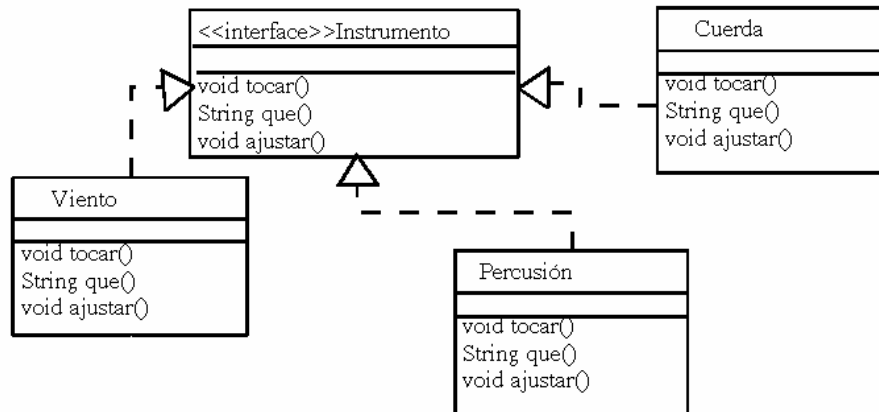 <<interface>>Instrumento
void tocar()
String que()
void ajustar()
Cuerda
void tocar()
String que()
void ajustar()
Viento
void tocar()
String que()
void ajustar()
Percusión
void tocar()
String que()
void ajustar()